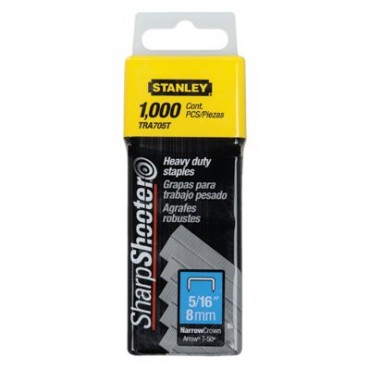 STANLEY
1,000 Cont.
PCS/Piezas
TRA705T
Heavy duty
staples
Grapas para
trabajo pesado
Agrafes
robustes
SharpShooter
5/16"
8mm
NarrowCrown
Arrow® T-50®